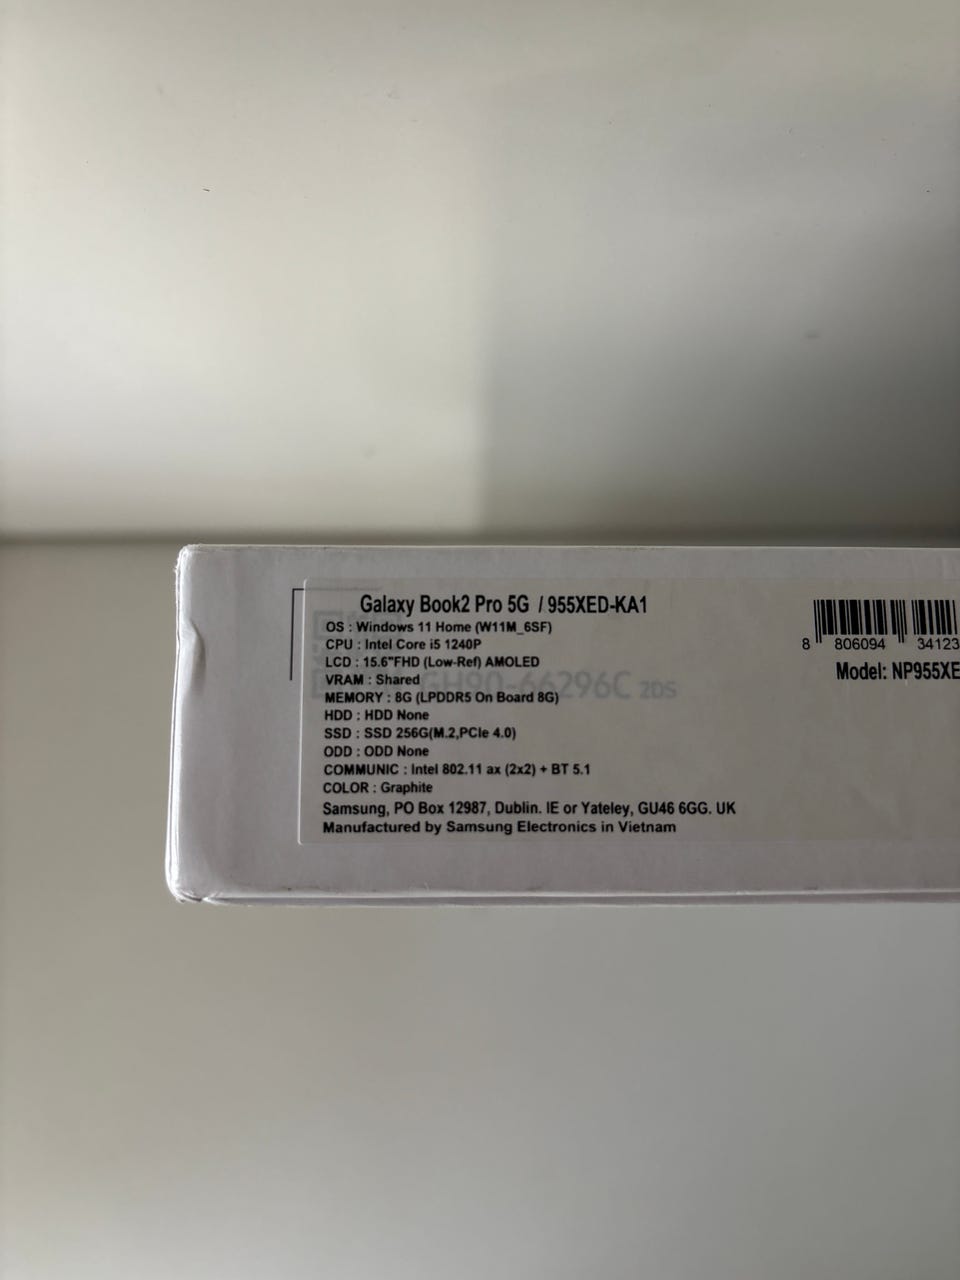 Galaxy Book2 Pro 5G / 955XED-KA1
OS : Windows 11 Home (W11M_6SF)
CPU : Intel Core i5 1240P
LCD : 15.6"FHD (Low-Ref) AMOLED
VRAM : Shared
GH90-66296C 2DS
MEMORY : 8G (LPDDR5 On Board 8G)
HDD : HDD None
SSD : SSD 256G(M.2,PCIe 4.0)
ODD : ODD None
COMMUNIC : Intel 802.11 ax (2x2) + BT 5.1
COLOR : Graphite
Samsung, PO Box 12987, Dublin. IE or Yateley, GU46 6GG. UK
Manufactured by Samsung Electronics in Vietnam
8 806094 34123
Model: NP955XE